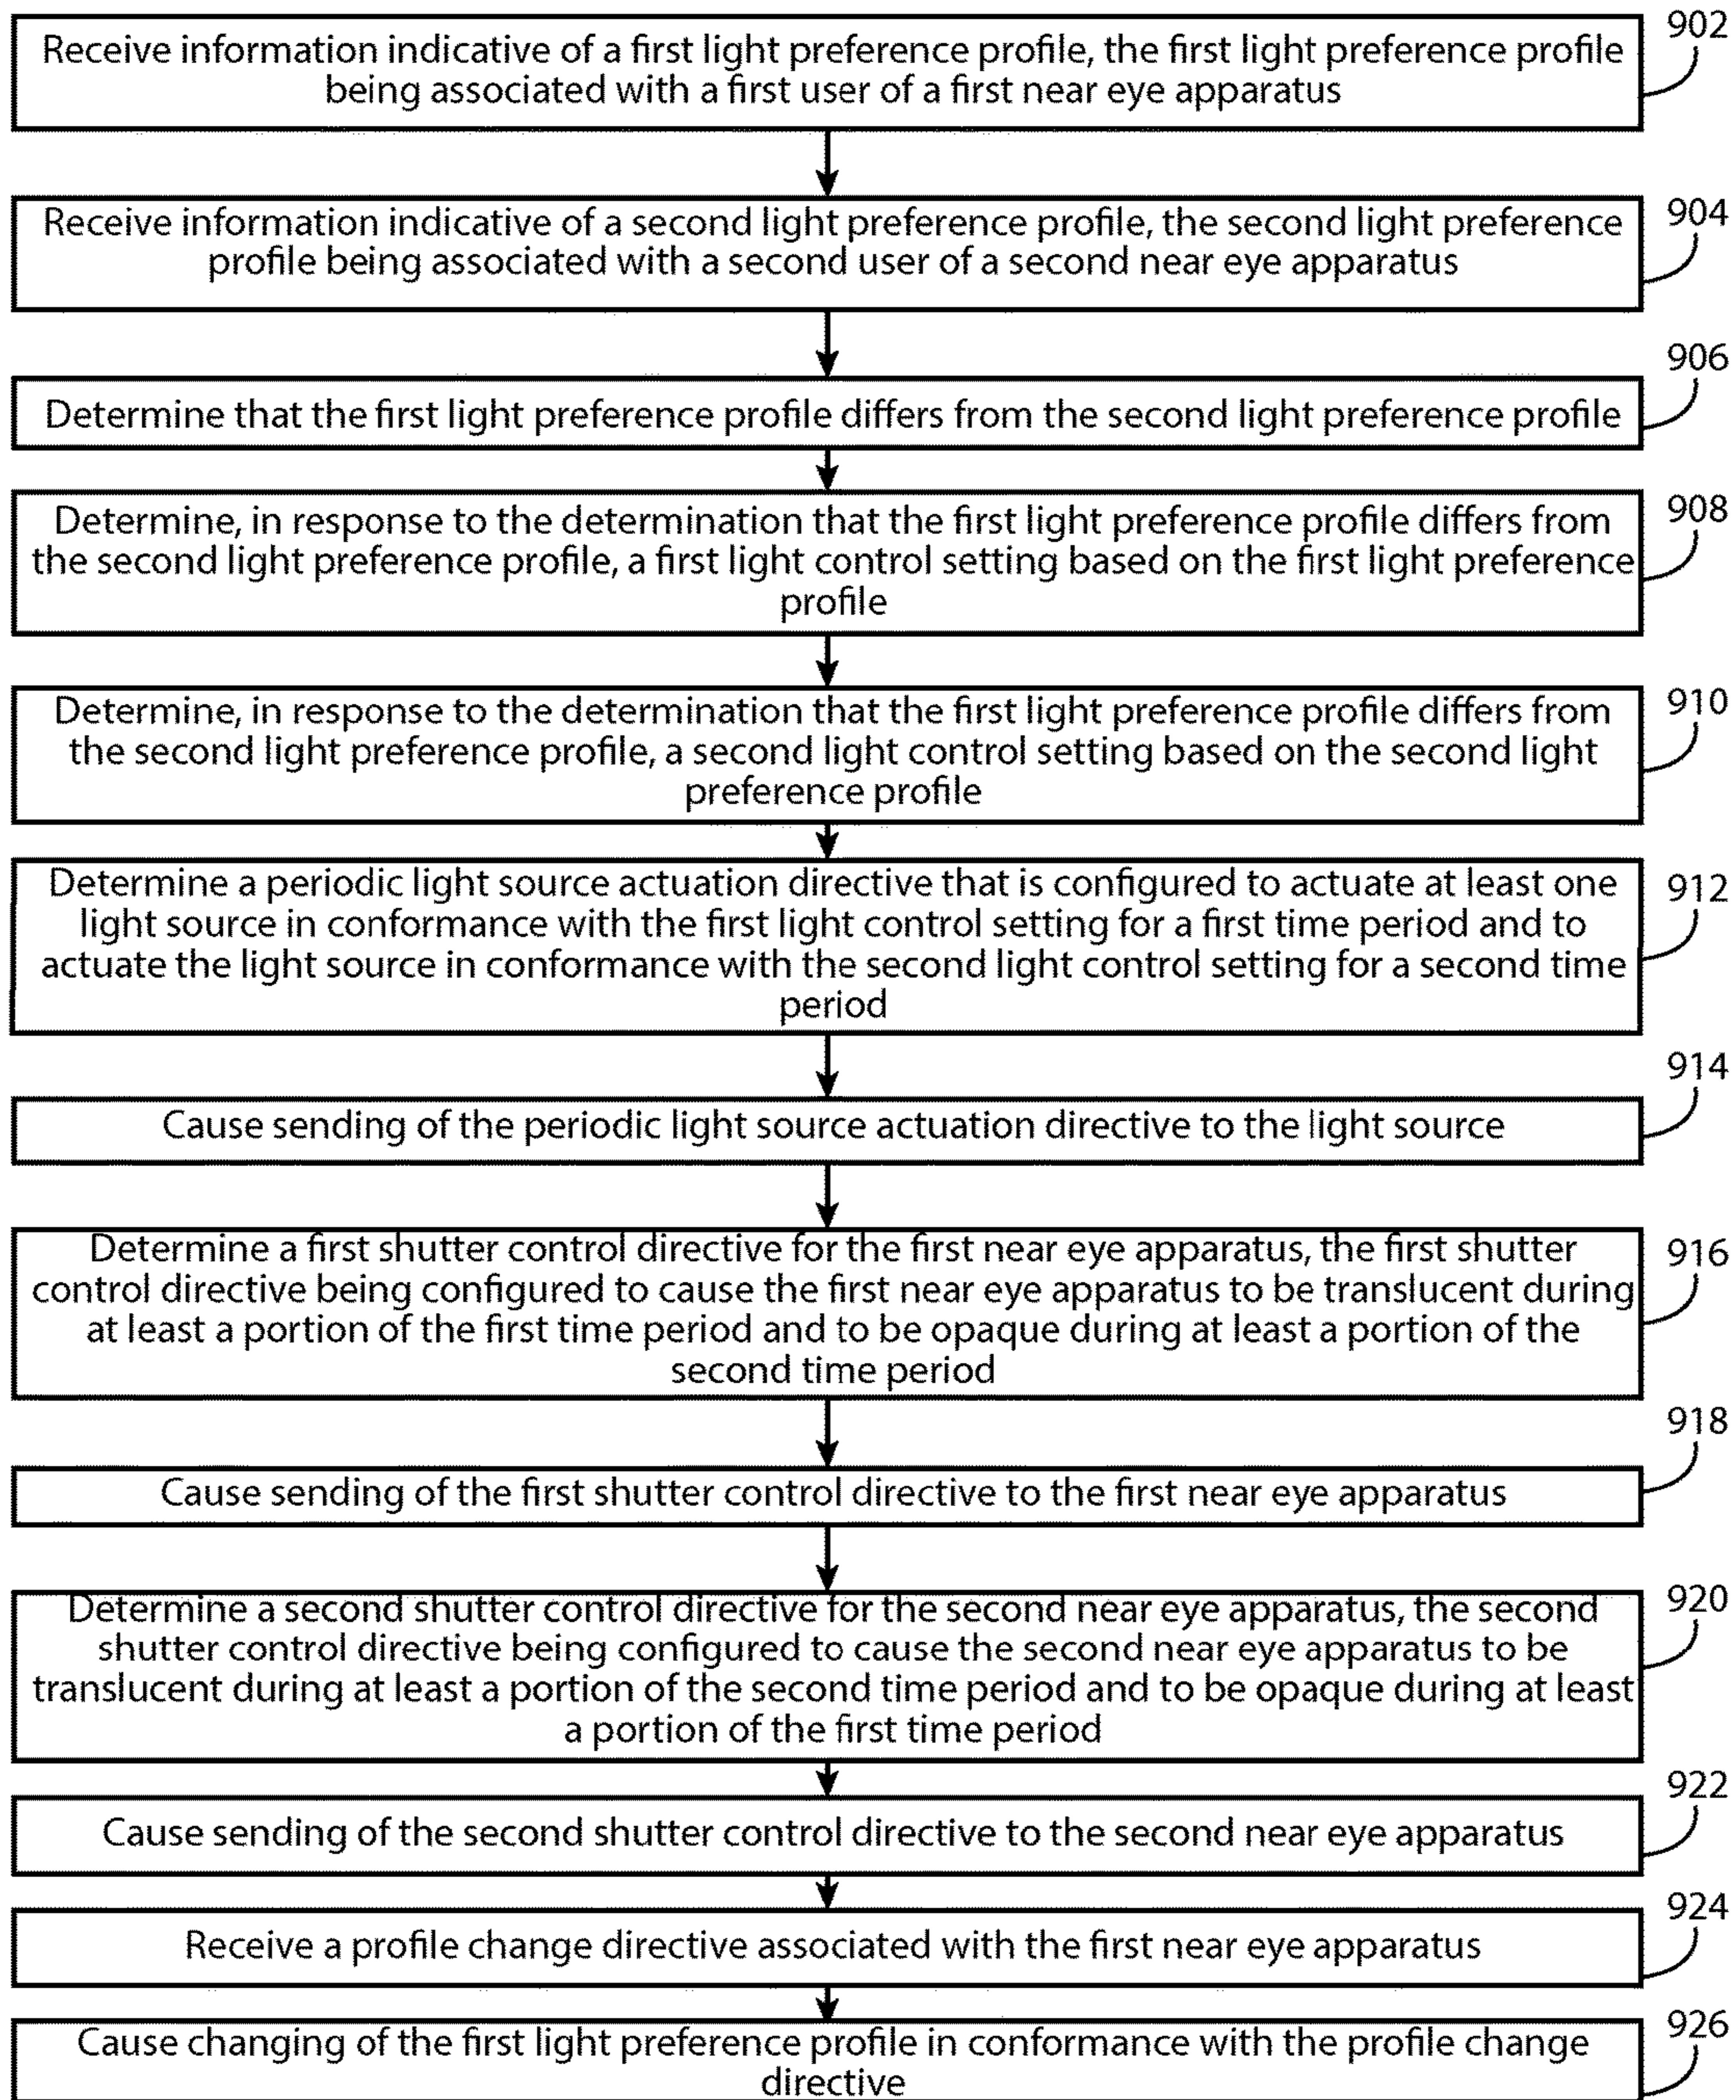 902
Receive information indicative of a first light preference profile, the first light preference profile
being associated with a first user of a first near eye apparatus
904
Receive information indicative of a second light preference profile, the second light preference
profile being associated with a second user of a second near eye apparatus
906
Determine that the first light preference profile differs from the second light preference profile
908
Determine, in response to the determination that the first light preference profile differs from
the second light preference profile, a first light control setting based on the first light preference
profile
910
Determine, in response to the determination that the first light preference profile differs from
the second light preference profile, a second light control setting based on the second light
preference profile
912
Determine a periodic light source actuation directive that is configured to actuate at least one
light source in conformance with the first light control setting for a first time period and to
actuate the light source in conformance with the second light control setting for a second time
period
914
Cause sending of the periodic light source actuation directive to the light source
916
Determine a first shutter control directive for the first near eye apparatus, the first shutter
control directive being configured to cause the first near eye apparatus to be translucent during
at least a portion of the first time period and to be opaque during at least a portion of the
second time period
918
Cause sending of the first shutter control directive to the first near eye apparatus
920
Determine a second shutter control directive for the second near eye apparatus, the second
shutter control directive being configured to cause the second near eye apparatus to be
translucent during at least a portion of the second time period and to be opaque during at least
a portion of the first time period
922
Cause sending of the second shutter control directive to the second near eye apparatus
924
Receive a profile change directive associated with the first near eye apparatus
926
Cause changing of the first light preference profile in conformance with the profile change
directive